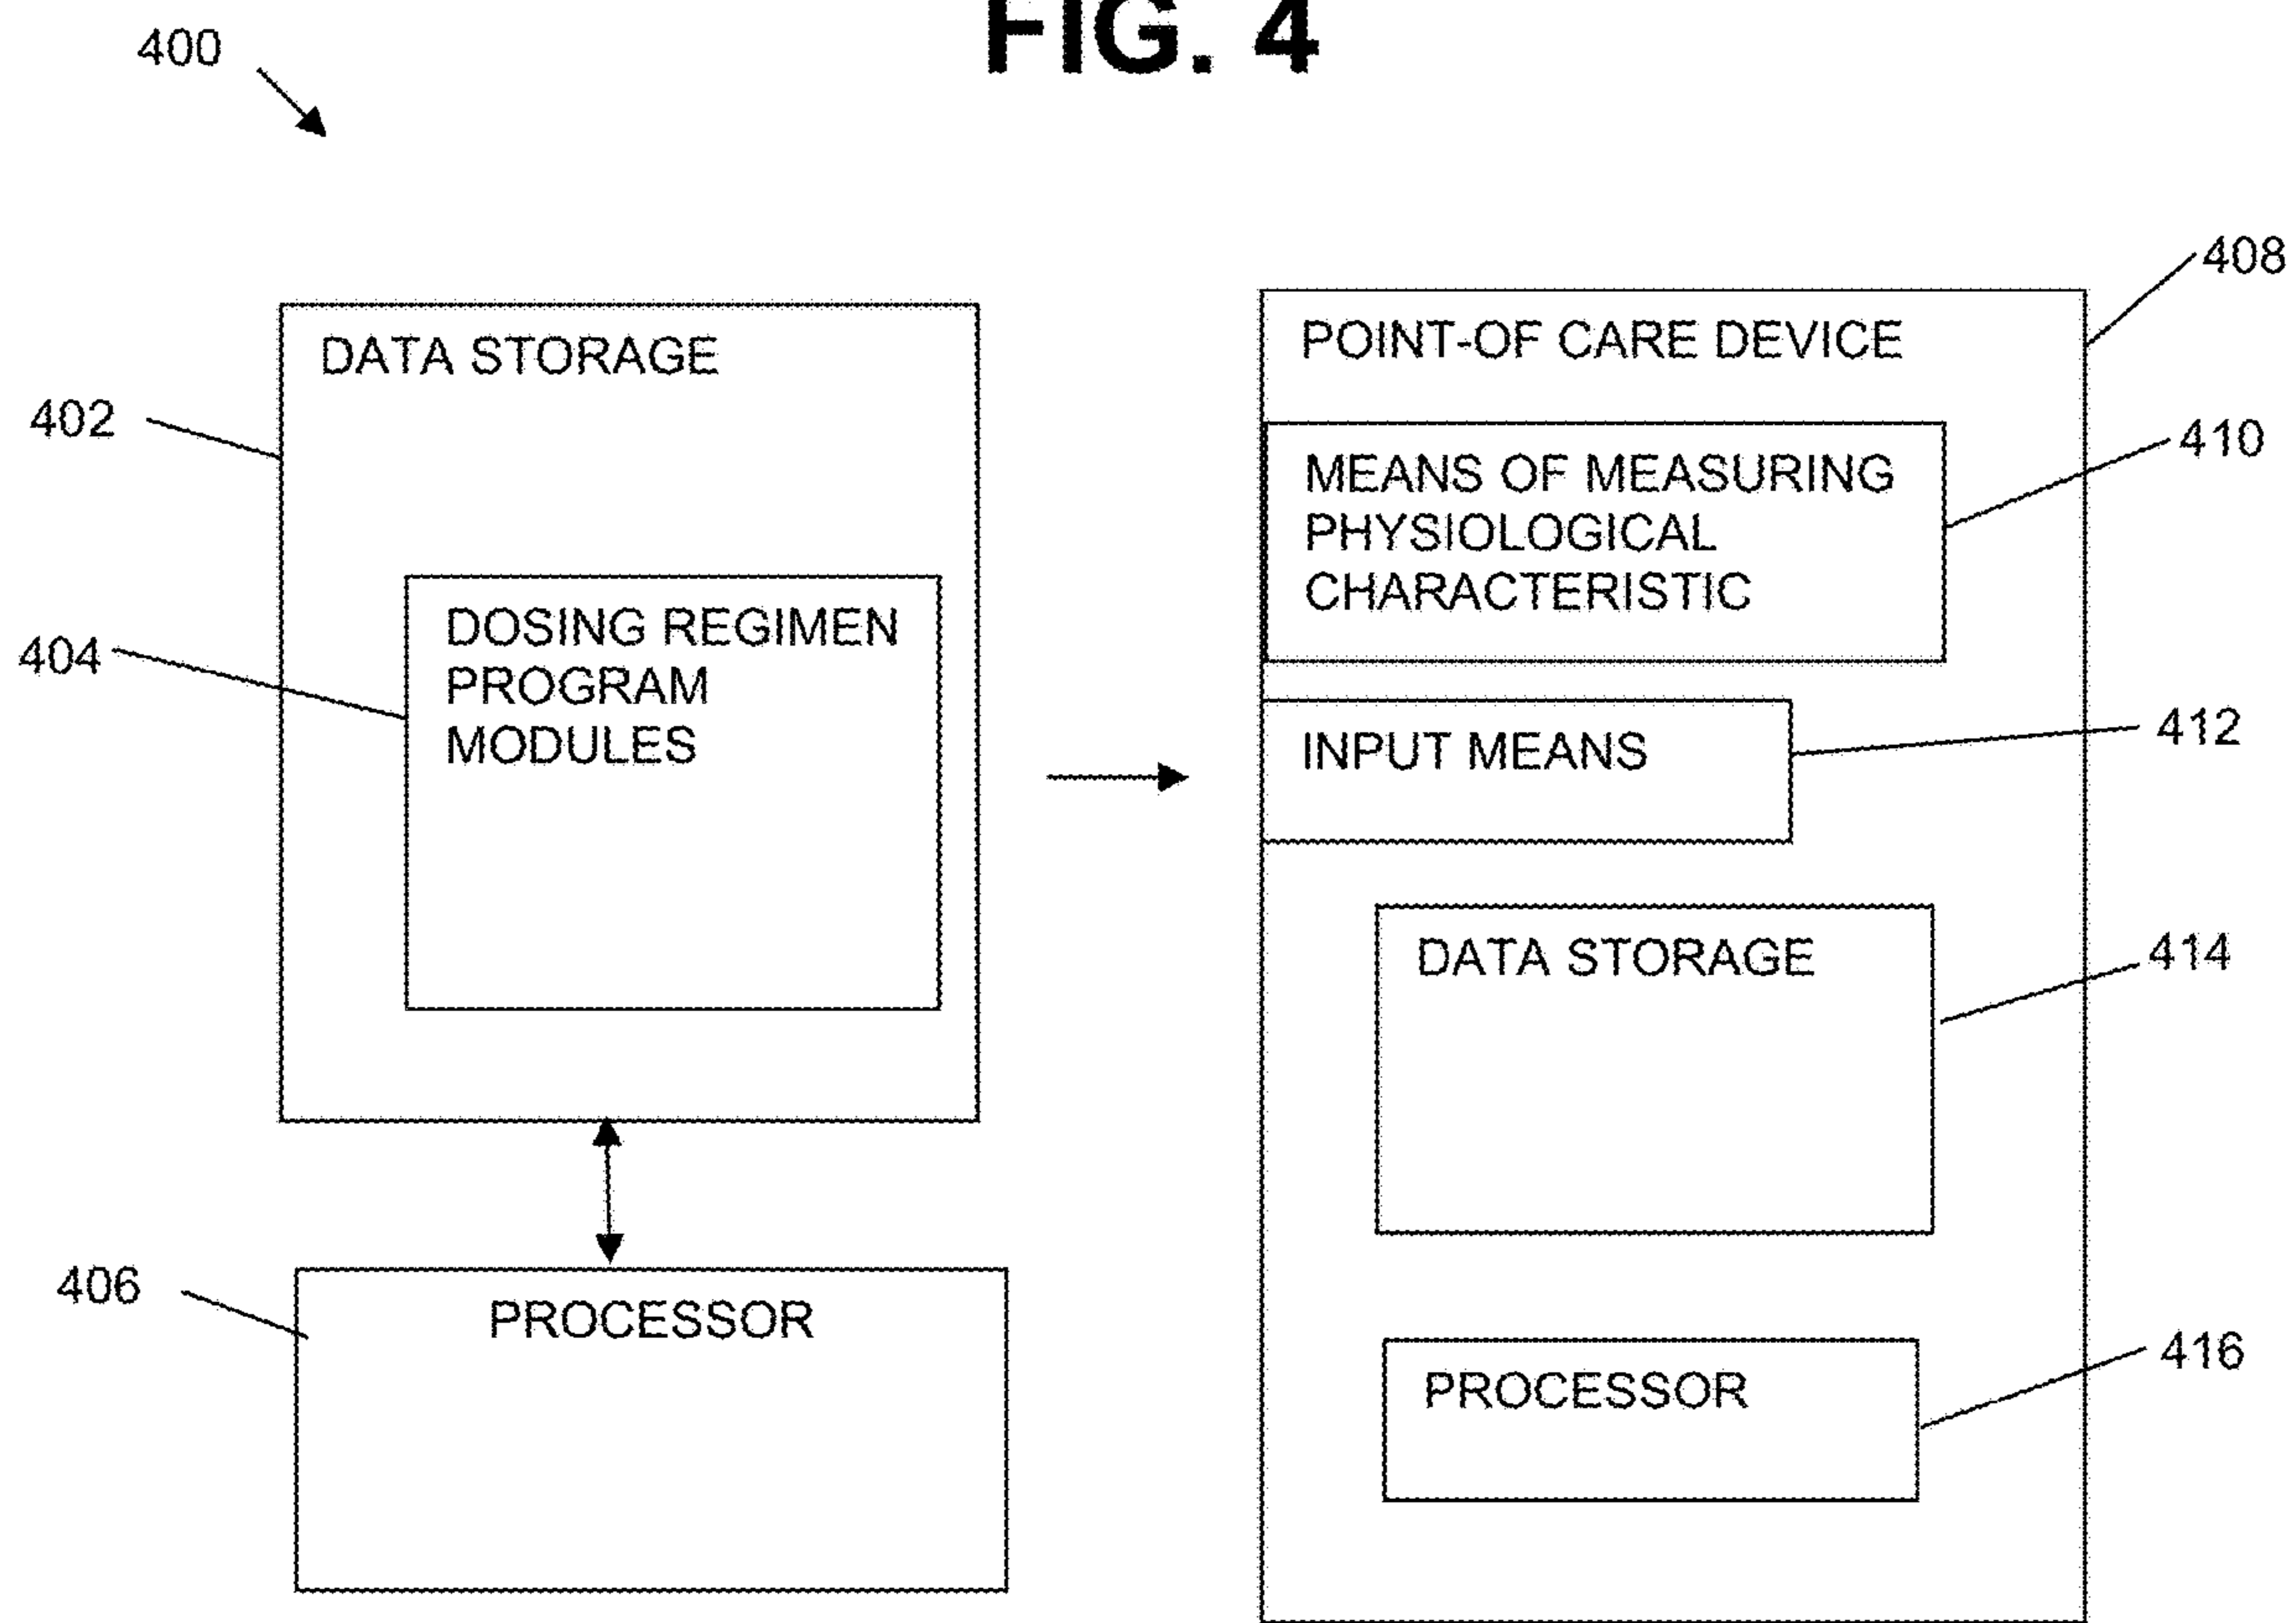 FIG. 4
400
408
POINT-OF CARE DEVICE
DATA STORAGE
402
410
MEANS OF MEASURING
PHYSIOLOGICAL
CHARACTERISTIC
404
DOSING REGIMEN
PROGRAM
MODULES
412
INPUT MEANS
DATA STORAGE
414
406
PROCESSOR
416
PROCESSOR